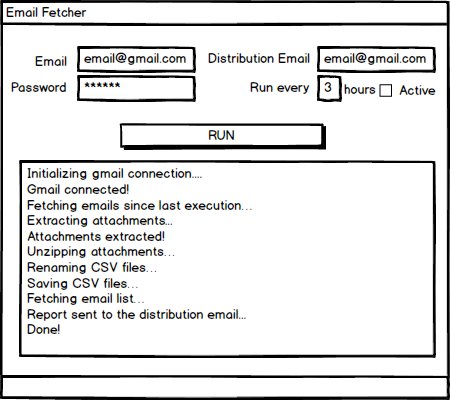 Email Fetcher
Email email@gmail.com Distribution Email email@gmail.com
Password ****** Run every 3 hours Active
RUN
Initializing gmail connection....
Gmail connected!
Fetching emails since last execution...
Extracting attachments...
Attachments extracted!
Unzipping attachments...
Renaming CSV files...
Saving CSV files...
Fetching email list...
Report sent to the distribution email...
Done!